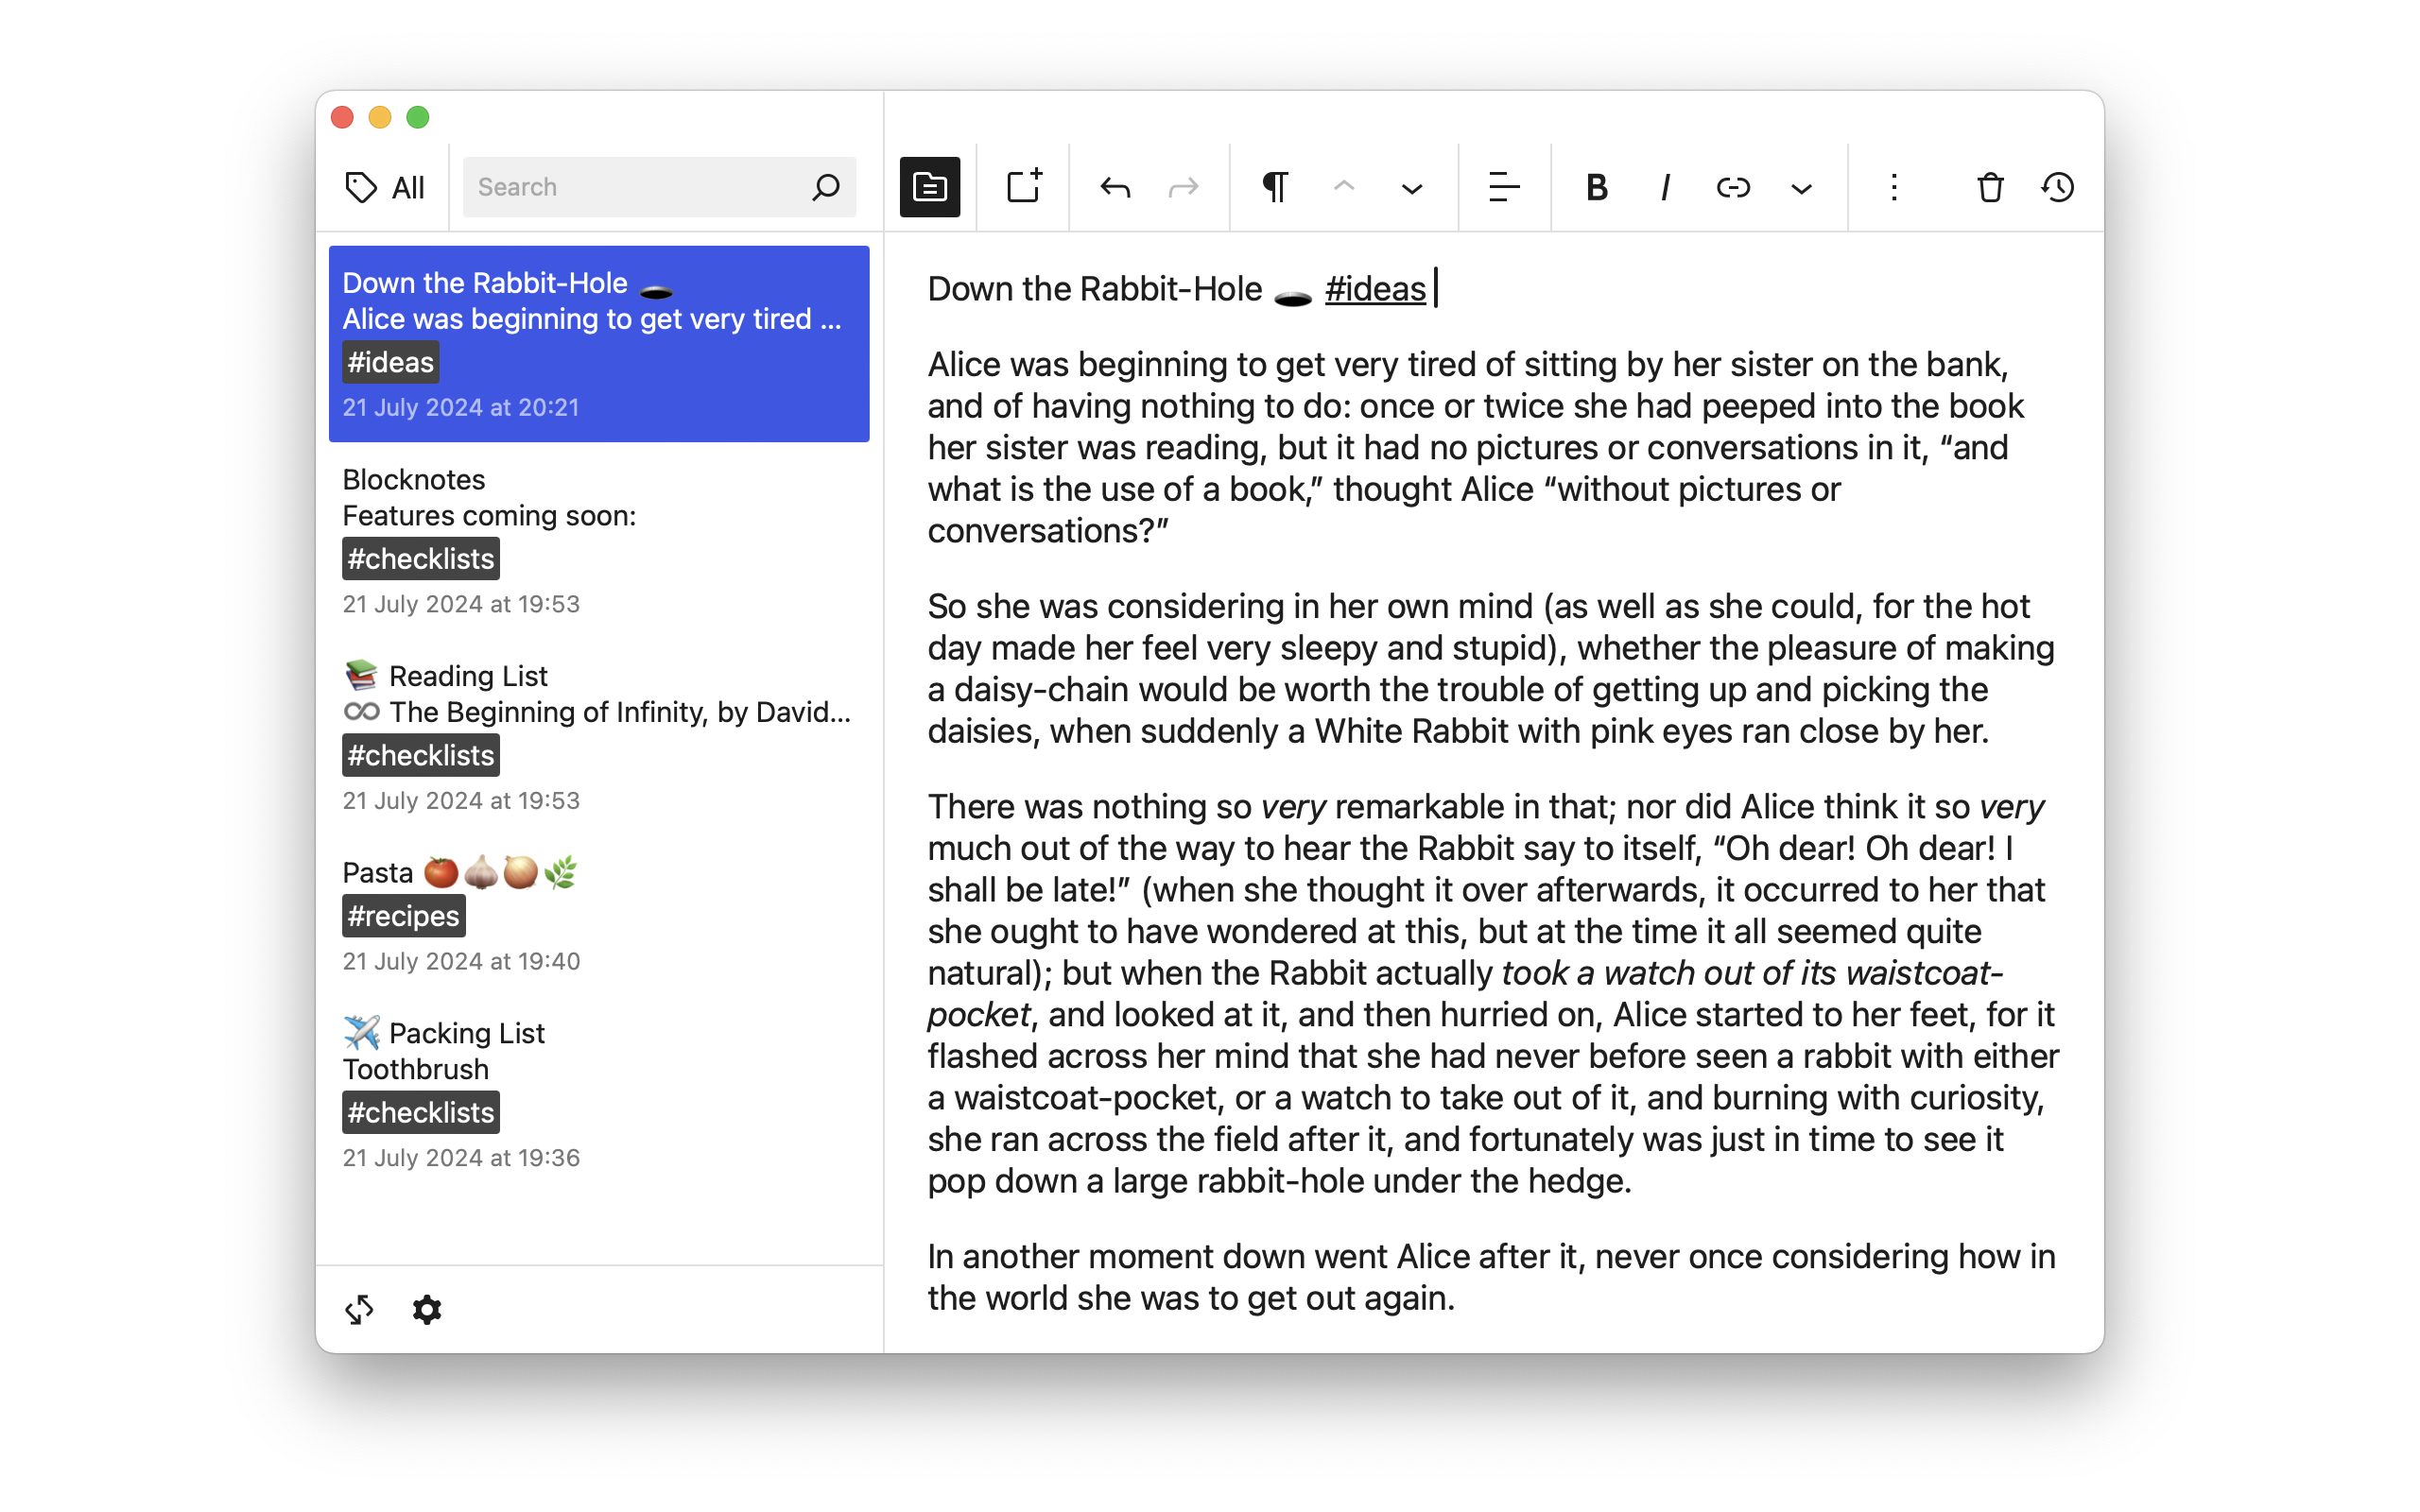 All
Search
B I
Down the Rabbit-Hole 🕳️
Alice was beginning to get very tired ...
#ideas
21 July 2024 at 20:21
Blocknotes
Features coming soon:
#checklists
21 July 2024 at 19:53
📚 Reading List
♾️ The Beginning of Infinity, by David...
#checklists
21 July 2024 at 19:53
Pasta 🍅🧄🧅🌿
#recipes
21 July 2024 at 19:40
✈️ Packing List
Toothbrush
#checklists
21 July 2024 at 19:36
Down the Rabbit-Hole 🕳️ #ideas
Alice was beginning to get very tired of sitting by her sister on the bank,
and of having nothing to do: once or twice she had peeped into the book
her sister was reading, but it had no pictures or conversations in it, “and
what is the use of a book,” thought Alice “without pictures or
conversations?”
So she was considering in her own mind (as well as she could, for the hot
day made her feel very sleepy and stupid), whether the pleasure of making
a daisy-chain would be worth the trouble of getting up and picking the
daisies, when suddenly a White Rabbit with pink eyes ran close by her.
There was nothing so very remarkable in that; nor did Alice think it so very
much out of the way to hear the Rabbit say to itself, “Oh dear! Oh dear! I
shall be late!” (when she thought it over afterwards, it occurred to her that
she ought to have wondered at this, but at the time it all seemed quite
natural); but when the Rabbit actually took a watch out of its waistcoat-
pocket, and looked at it, and then hurried on, Alice started to her feet, for it
flashed across her mind that she had never before seen a rabbit with either
a waistcoat-pocket, or a watch to take out of it, and burning with curiosity,
she ran across the field after it, and fortunately was just in time to see it
pop down a large rabbit-hole under the hedge.
In another moment down went Alice after it, never once considering how in
the world she was to get out again.